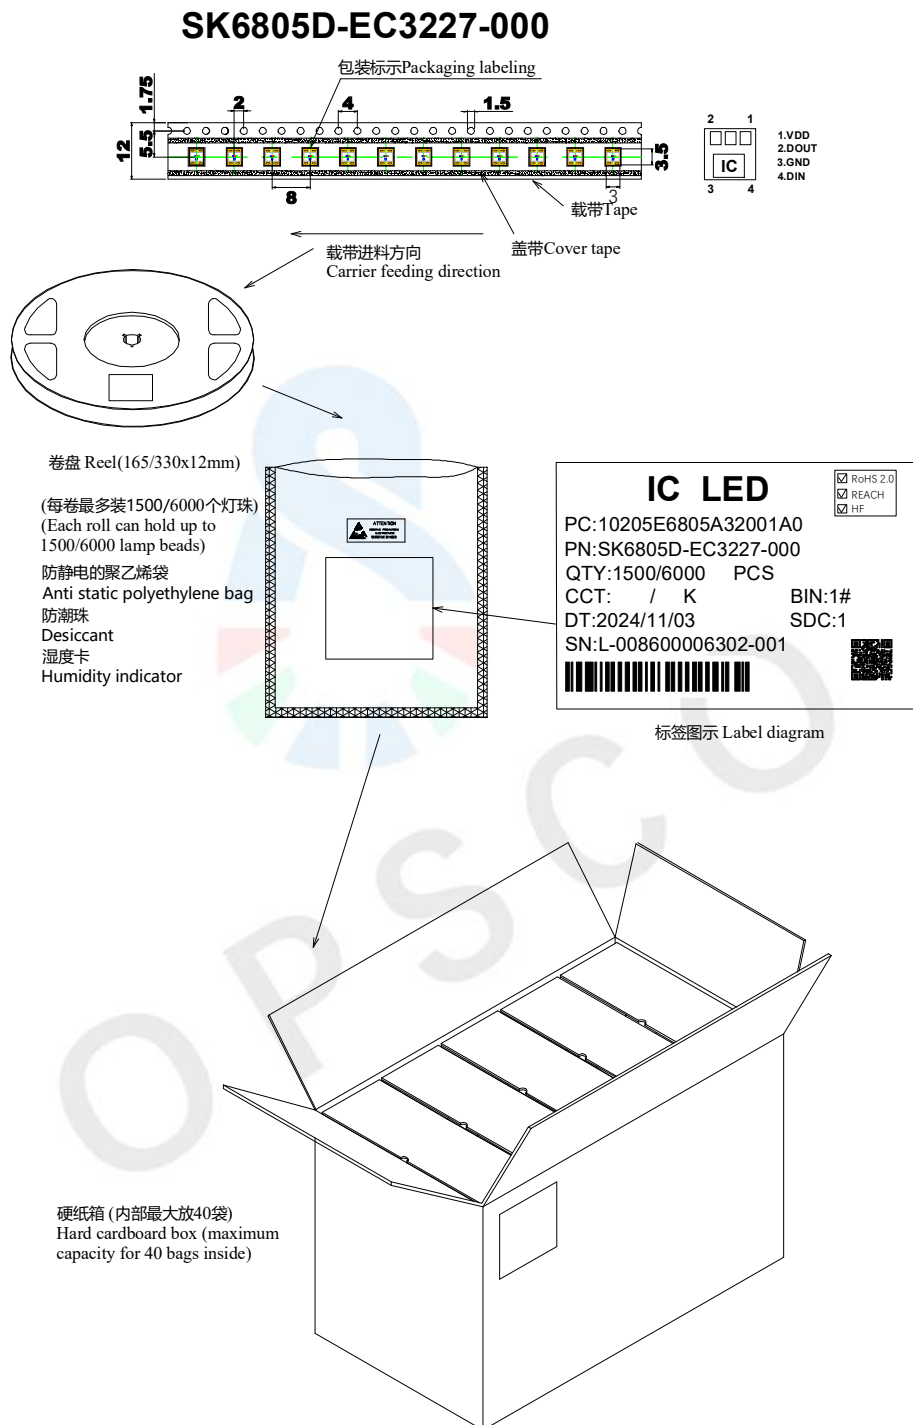 SK6805D-EC3227-000
包装标示Packaging labeling
1.75
2
4
1.5
12
5.5
3.5
8
3
2 1
IC
3 4
1.VDD
2.DOUT
3.GND
4.DIN
载带Tape
盖带Cover tape
载带进料方向
Carrier feeding direction
卷盘 Reel(165/330x12mm)
(每卷最多装1500/6000个灯珠)
(Each roll can hold up to
1500/6000 lamp beads)
防静电的聚乙烯袋
Anti static polyethylene bag
防潮珠
Desiccant
湿度卡
Humidity indicator
ATTENTION
IC LED
RoHS 2.0
REACH
HF
PC:10205E6805A32001A0
PN:SK6805D-EC3227-000
QTY:1500/6000 PCS
CCT: / K BIN:1#
DT:2024/11/03 SDC:1
SN:L-008600006302-001
标签图示 Label diagram
OPSCO
硬纸箱 (内部最大放40袋)
Hard cardboard box (maximum
capacity for 40 bags inside)